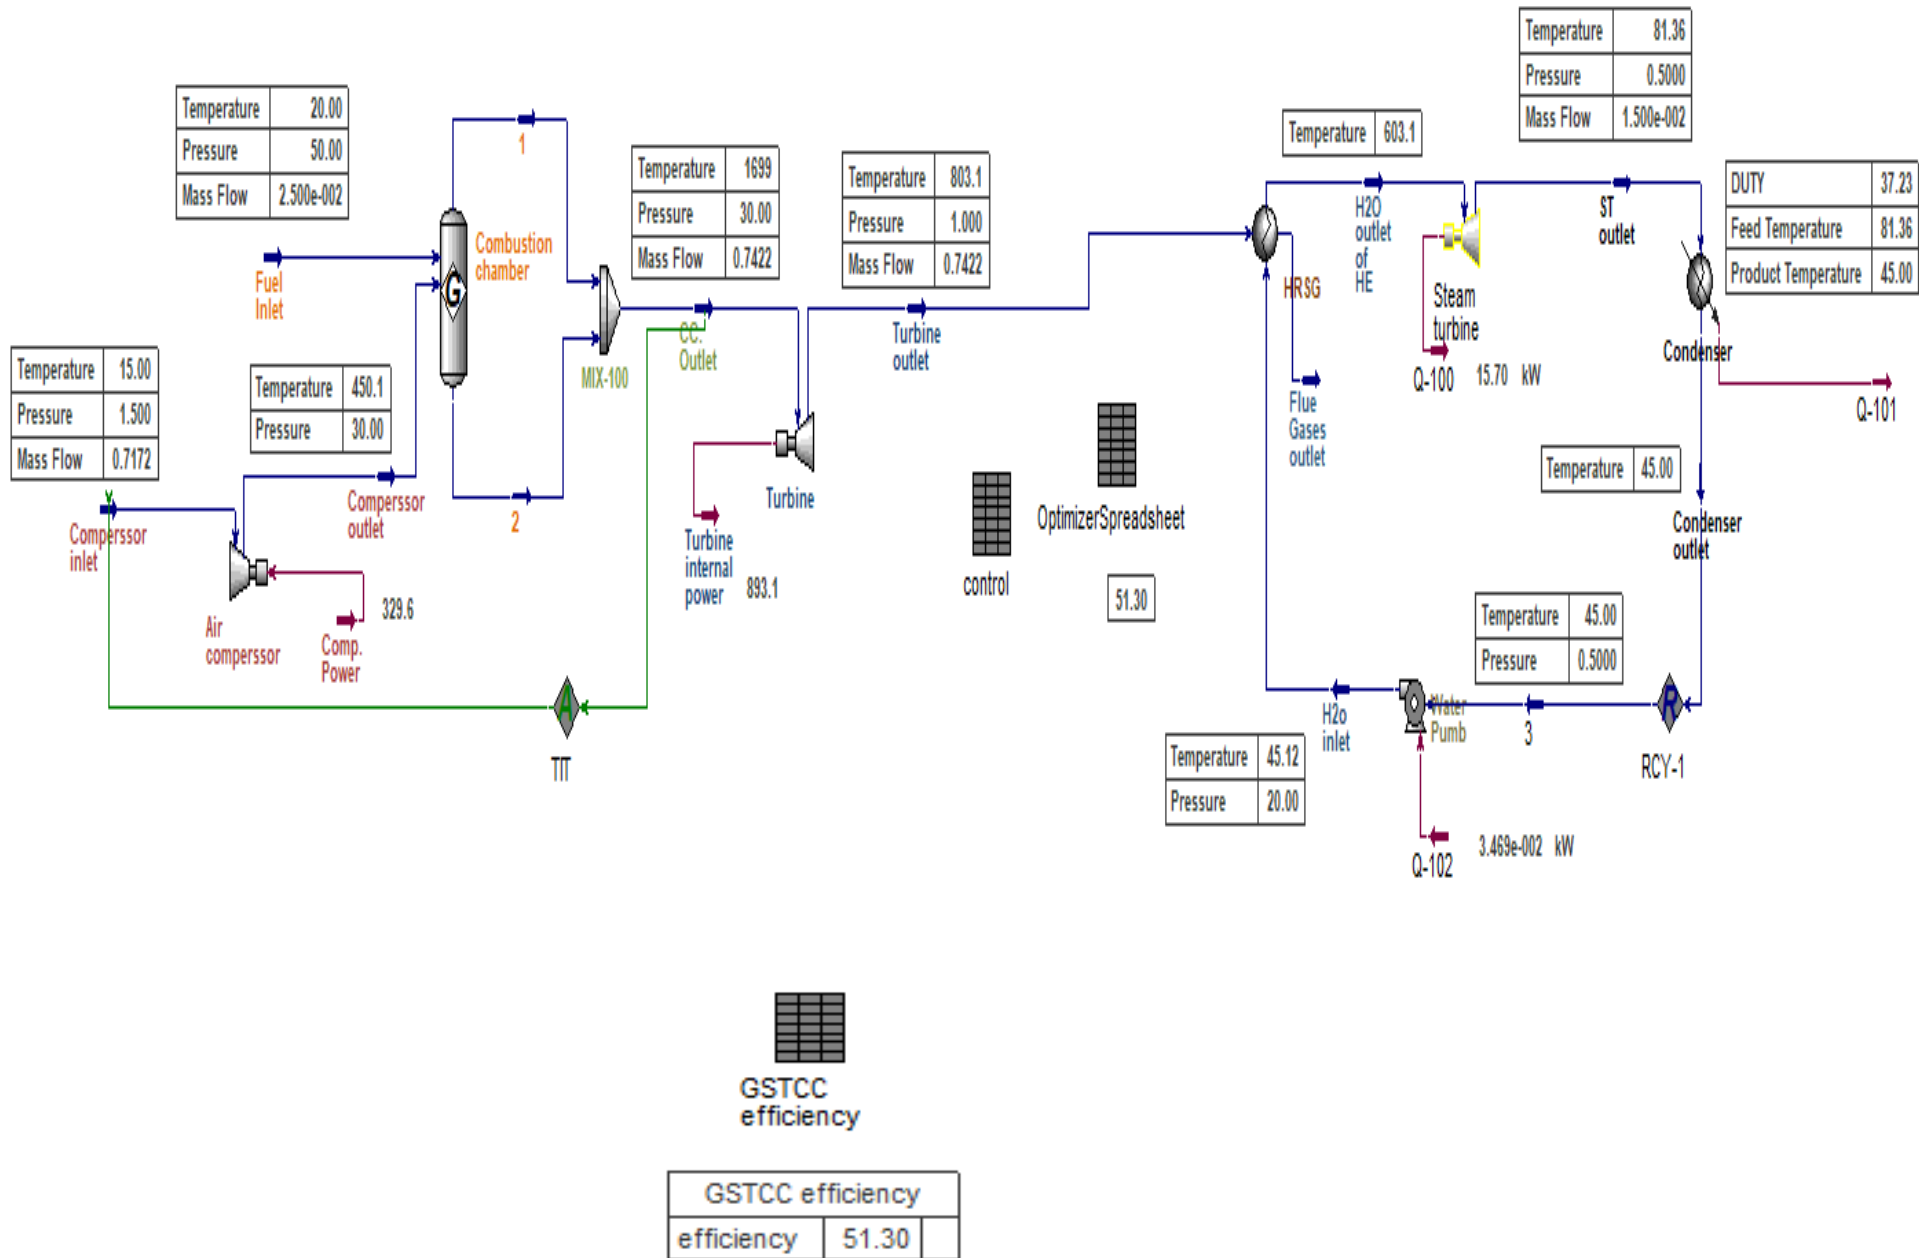 Temperature 81.36
Pressure 0.5000
Mass Flow 1.500e-002
Temperature 20.00
Pressure 50.00
Mass Flow 2.500e-002
1
Temperature 603.1
Temperature 1699
Pressure 30.00
Mass Flow 0.7422
Temperature 803.1
Pressure 1.000
Mass Flow 0.7422
DUTY 37.23
Feed Temperature 81.36
Product Temperature 45.00
H2O
outlet
of
HE
ST
outlet
Combustion
chamber
G
Fuel
Inlet
HRSG
Steam
turbine
Q-100 15.70 kW
Condenser
Q-101
CC.
Outlet
Turbine
outlet
MIX-100
Temperature 15.00
Pressure 1.500
Mass Flow 0.7172
Temperature 450.1
Pressure 30.00
Flue
Gases
outlet
Temperature 45.00
Comperssor
inlet
Comperssor
outlet
2
Turbine
Turbine
internal
power 893.1
OptimizerSpreadsheet
control
51.30
Condenser
outlet
Air
comperssor
329.6
Comp.
Power
Temperature 45.00
Pressure 0.5000
A
TIT
H2o
inlet
Water
Pumb
3
R
RCY-1
Temperature 45.12
Pressure 20.00
Q-102 3.469e-002 kW
GSTCC
efficiency
GSTCC efficiency
efficiency 51.30